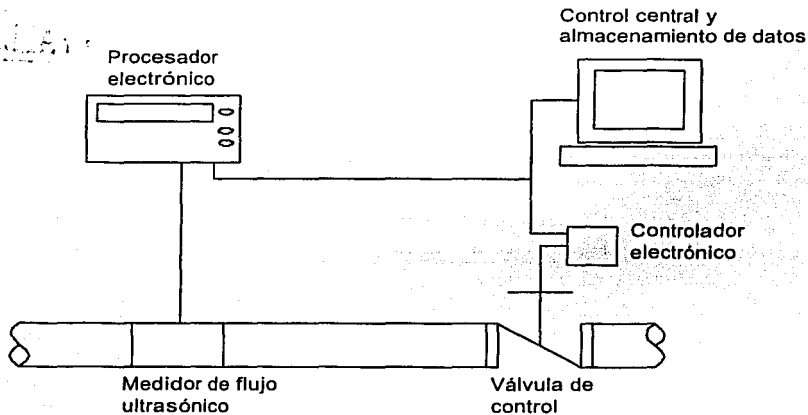 Control central y
almacenamiento de datos
Procesador
electrónico
Controlador
electrónico
Medidor de flujo
ultrasónico
Válvula de
control